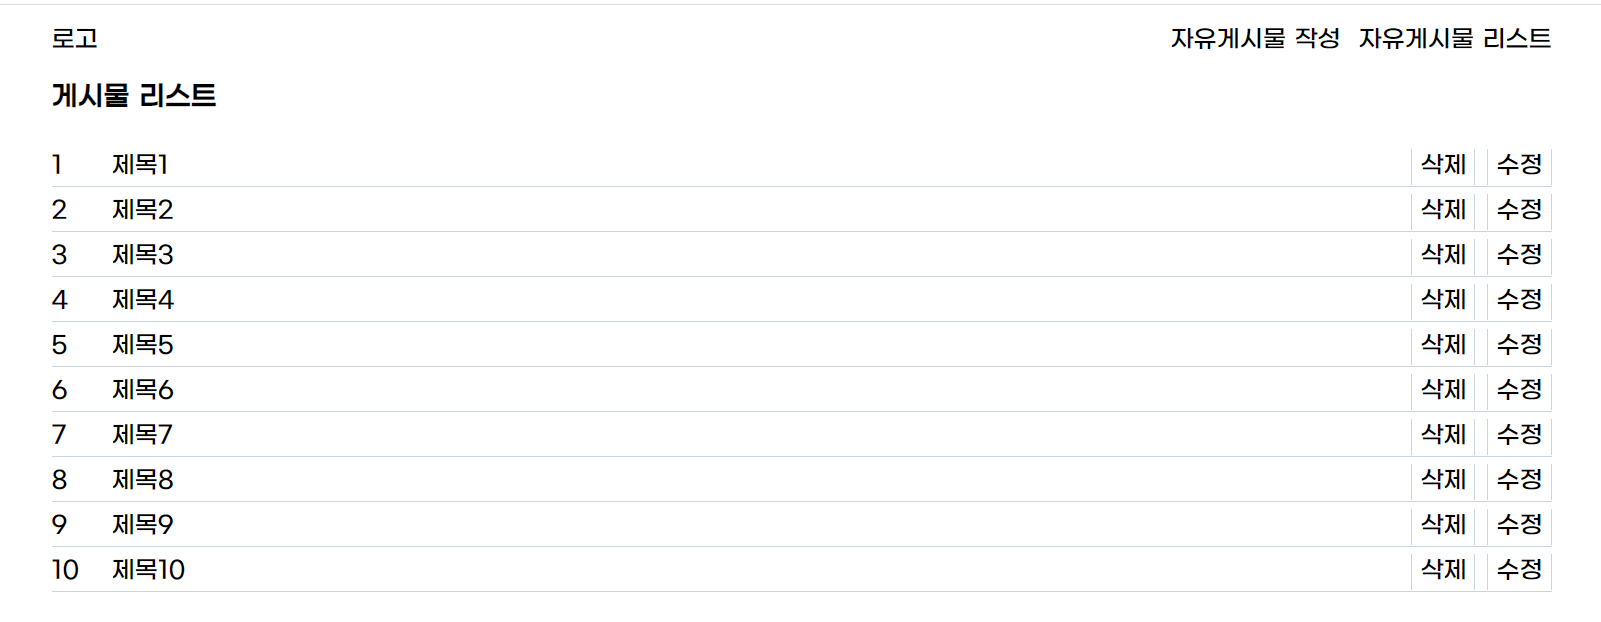 로고 자유게시물 작성 자유게시물 리스트
게시물 리스트
1 제목1 삭제 수정
2 제목2 삭제 수정
3 제목3 삭제 수정
4 제목4 삭제 수정
5 제목5 삭제 수정
6 제목6 삭제 수정
7 제목7 삭제 수정
8 제목8 삭제 수정
9 제목9 삭제 수정
10 제목10 삭제 수정